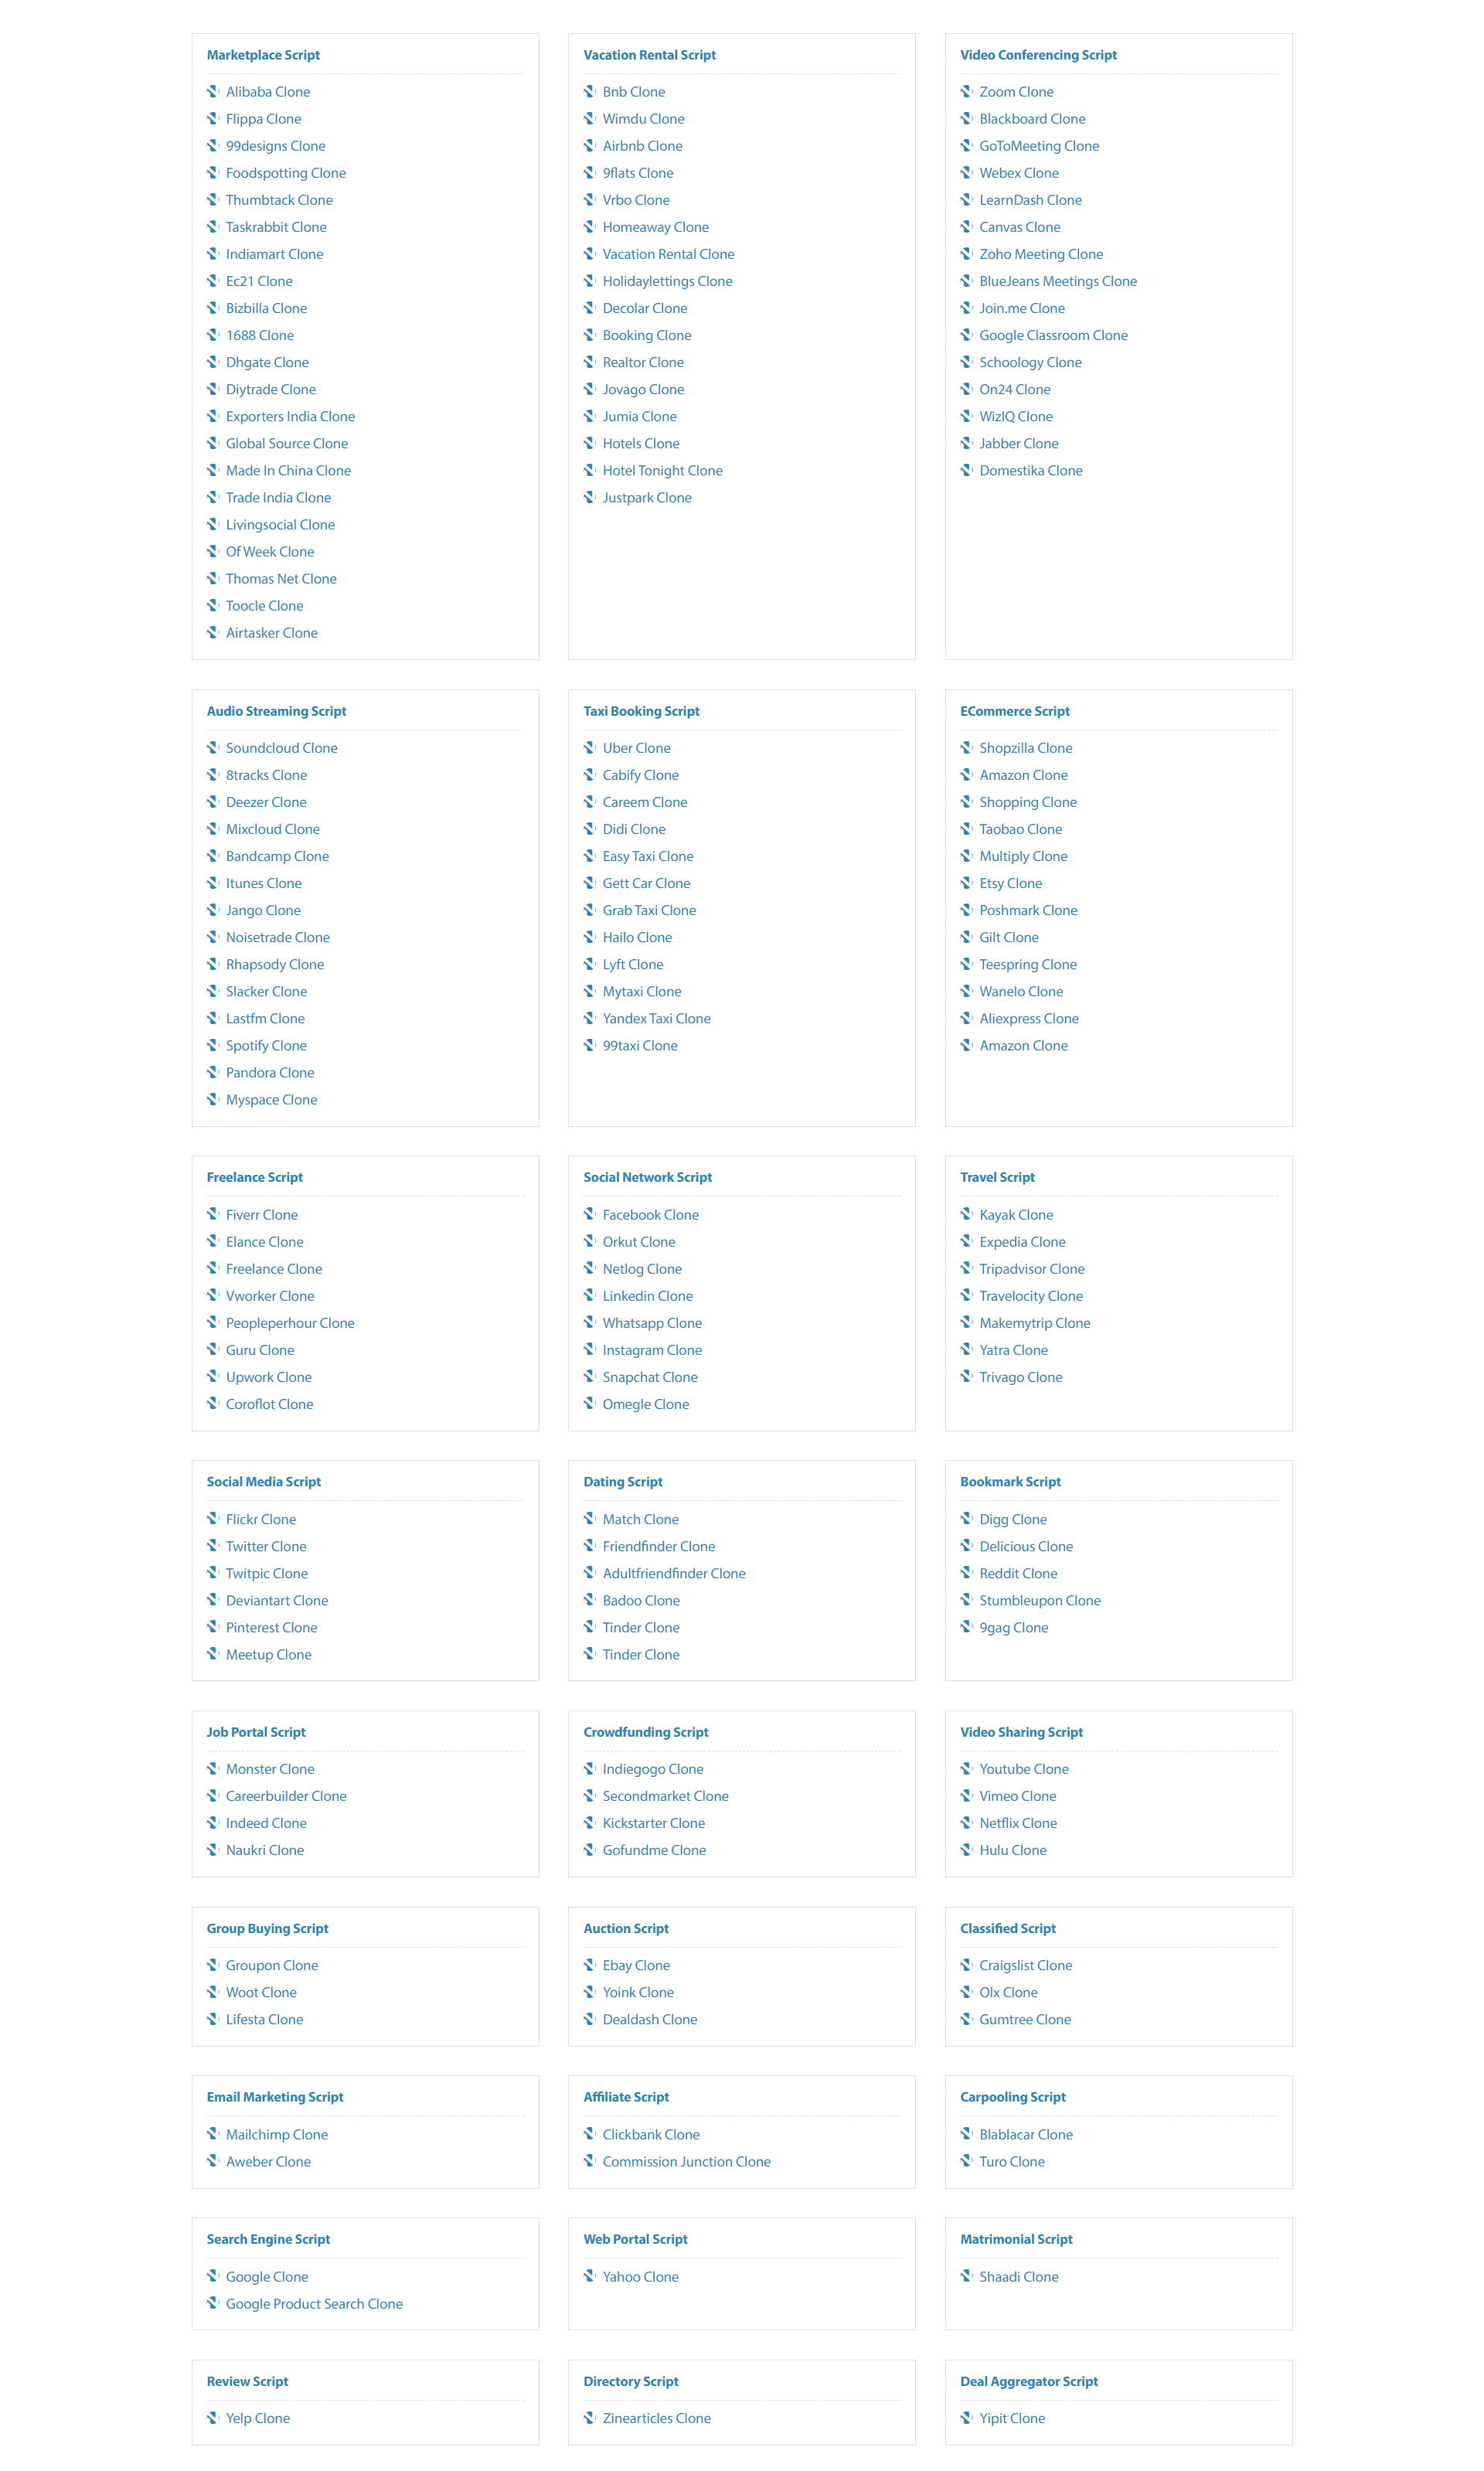 Marketplace Script
Alibaba Clone
Flippa Clone
99designs Clone
Foodspotting Clone
Thumbtack Clone
Taskrabbit Clone
Indiamart Clone
Ec21 Clone
Bizbilla Clone
1688 Clone
Dhgate Clone
Diytrade Clone
Exporters India Clone
Global Source Clone
Made In China Clone
Trade India Clone
Livingsocial Clone
Of Week Clone
Thomas Net Clone
Toocle Clone
Airtasker Clone
Vacation Rental Script
Bnb Clone
Wimdu Clone
Airbnb Clone
9flats Clone
Vrbo Clone
Homeaway Clone
Vacation Rental Clone
Holidaylettings Clone
Decolar Clone
Booking Clone
Realtor Clone
Jovago Clone
Jumia Clone
Hotels Clone
Hotel Tonight Clone
Justpark Clone
Video Conferencing Script
Zoom Clone
Blackboard Clone
GoToMeeting Clone
Webex Clone
LearnDash Clone
Canvas Clone
Zoho Meeting Clone
BlueJeans Meetings Clone
Join.me Clone
Google Classroom Clone
Schoology Clone
On24 Clone
WizIQ Clone
Jabber Clone
Domestika Clone
Audio Streaming Script
Soundcloud Clone
8tracks Clone
Deezer Clone
Mixcloud Clone
Bandcamp Clone
Itunes Clone
Jango Clone
Noisetrade Clone
Rhapsody Clone
Slacker Clone
Lastfm Clone
Spotify Clone
Pandora Clone
Myspace Clone
Taxi Booking Script
Uber Clone
Cabify Clone
Careem Clone
Didi Clone
Easy Taxi Clone
Gett Car Clone
Grab Taxi Clone
Hailo Clone
Lyft Clone
Mytaxi Clone
Yandex Taxi Clone
99taxi Clone
ECommerce Script
Shopzilla Clone
Amazon Clone
Shopping Clone
Taobao Clone
Multiply Clone
Etsy Clone
Poshmark Clone
Gilt Clone
Teespring Clone
Wanelo Clone
Aliexpress Clone
Amazon Clone
Freelance Script
Fiverr Clone
Elance Clone
Freelance Clone
Vworker Clone
Peopleperhour Clone
Guru Clone
Upwork Clone
Coroflot Clone
Social Network Script
Facebook Clone
Orkut Clone
Netlog Clone
Linkedin Clone
Whatsapp Clone
Instagram Clone
Snapchat Clone
Omegle Clone
Travel Script
Kayak Clone
Expedia Clone
Tripadvisor Clone
Travelocity Clone
Makemytrip Clone
Yatra Clone
Trivago Clone
Social Media Script
Flickr Clone
Twitter Clone
Twitpic Clone
Deviantart Clone
Pinterest Clone
Meetup Clone
Dating Script
Match Clone
Friendfinder Clone
Adultfriendfinder Clone
Badoo Clone
Tinder Clone
Tinder Clone
Bookmark Script
Digg Clone
Delicious Clone
Reddit Clone
Stumbleupon Clone
9gag Clone
Job Portal Script
Monster Clone
Careerbuilder Clone
Indeed Clone
Naukri Clone
Crowdfunding Script
Indiegogo Clone
Secondmarket Clone
Kickstarter Clone
Gofundme Clone
Video Sharing Script
Youtube Clone
Vimeo Clone
Netflix Clone
Hulu Clone
Group Buying Script
Groupon Clone
Woot Clone
Lifesta Clone
Auction Script
Ebay Clone
Yoink Clone
Dealdash Clone
Classified Script
Craigslist Clone
Olx Clone
Gumtree Clone
Email Marketing Script
Mailchimp Clone
Aweber Clone
Affiliate Script
Clickbank Clone
Commission Junction Clone
Carpooling Script
Blablacar Clone
Turo Clone
Search Engine Script
Google Clone
Google Product Search Clone
Web Portal Script
Yahoo Clone
Matrimonial Script
Shaadi Clone
Review Script
Yelp Clone
Directory Script
Zinearticles Clone
Deal Aggregator Script
Yipit Clone